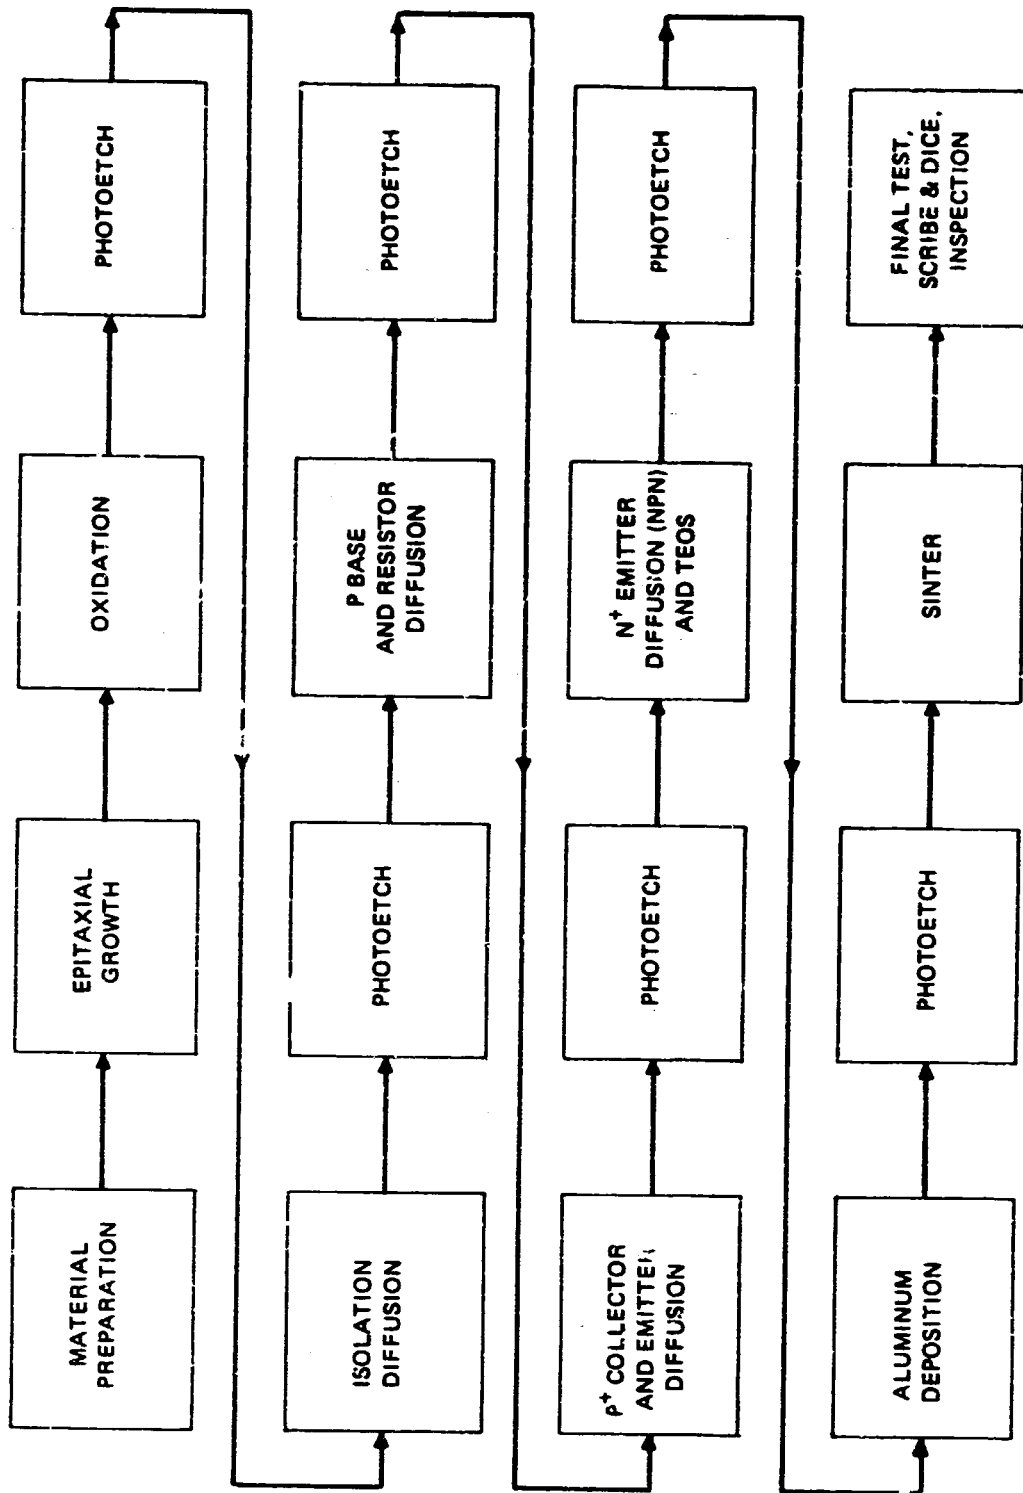 MATERIAL
PREPARATION
EPITAXIAL
GROWTH
OXIDATION
PHOTOETCH
ISOLATION
DIFFUSION
PHOTOETCH
P BASE
AND RESISTOR
DIFFUSION
PHOTOETCH
P+ COLLECTOR
AND EMITTER
DIFFUSION
PHOTOETCH
N+ EMITTER
DIFFUSION (NPN)
AND TEOS
PHOTOETCH
ALUMINUM
DEPOSITION
PHOTOETCH
SINTER
FINAL TEST,
SCRIBE & DICE,
INSPECTION